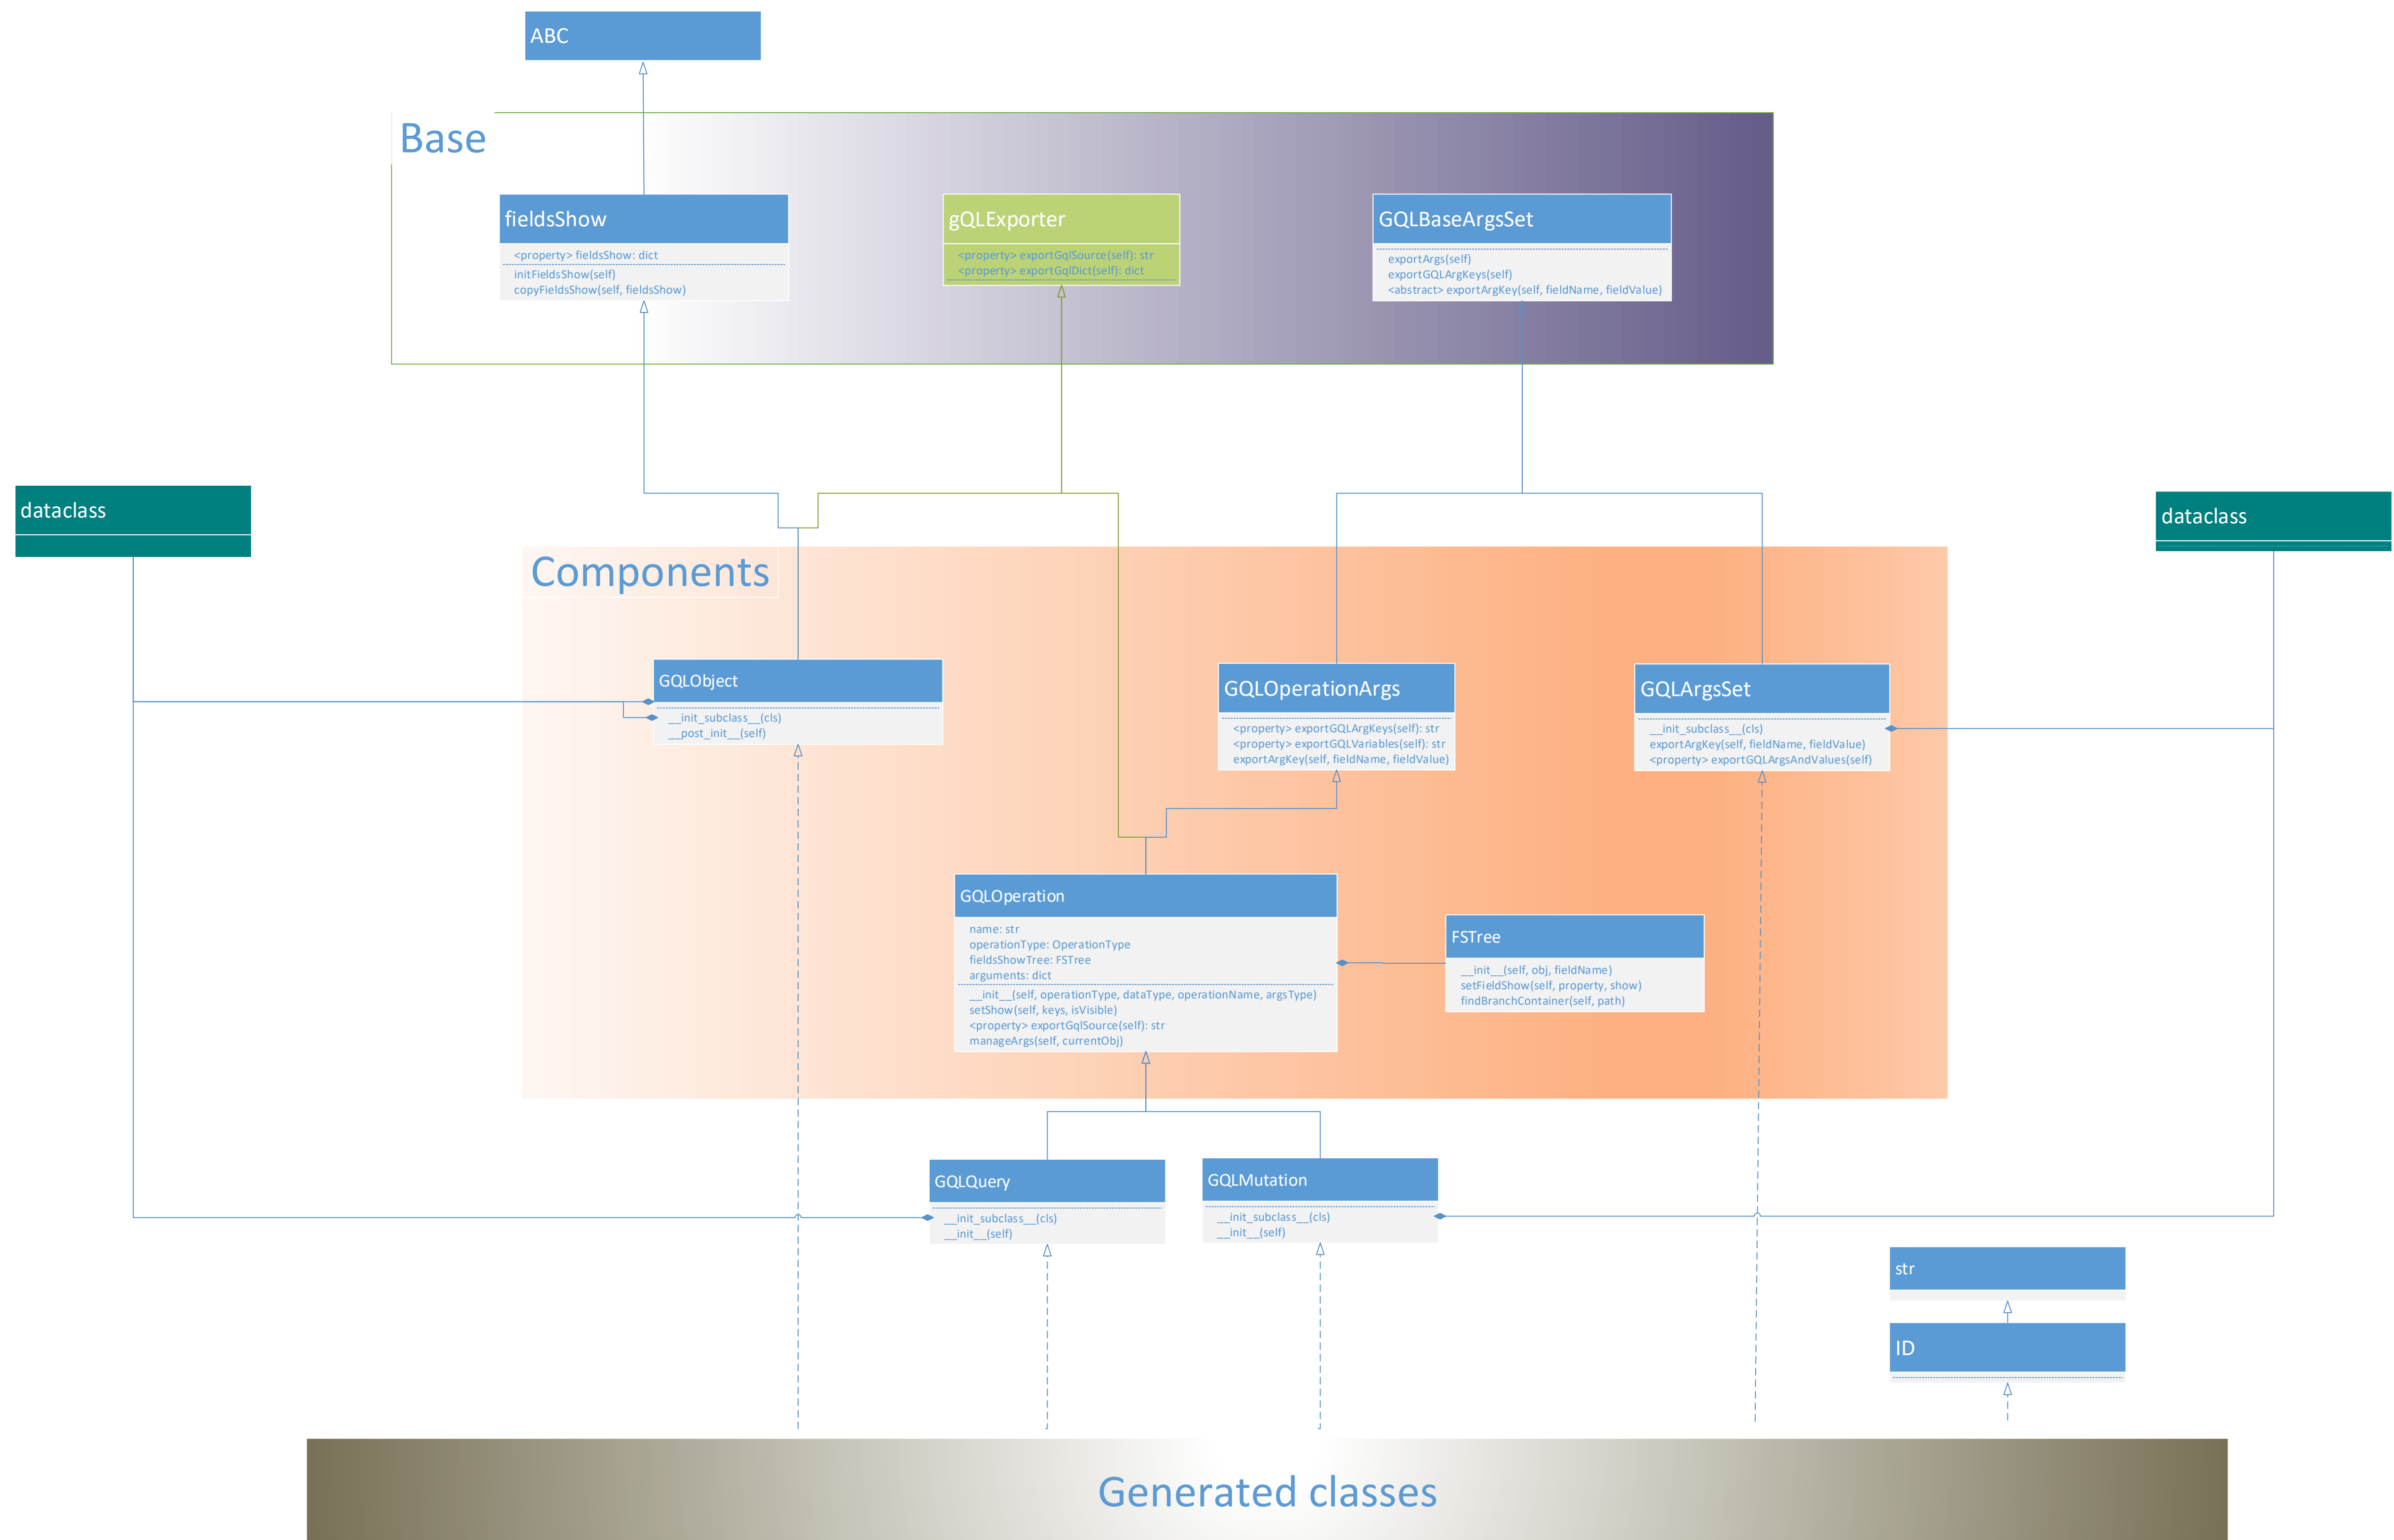 ABC
Base
fieldsShow
<property> fieldsShow: dict
initFieldsShow(self)
copyFieldsShow(self, fieldsShow)
gQLExporter
<property> exportGqlSource(self): str
<property> exportGqlDict(self): dict
GQLBaseArgsSet
exportArgs(self)
exportGQLArgKeys(self)
<abstract> exportArgKey(self, fieldName, fieldValue)
dataclass
dataclass
Components
GQLObject
__init_subclass__(cls)
__post_init__(self)
GQLOperationArgs
<property> exportGQLArgKeys(self): str
<property> exportGQLVariables(self): str
exportArgKey(self, fieldName, fieldValue)
GQLArgsSet
__init_subclass__(cls)
exportArgKey(self, fieldName, fieldValue)
<property> exportGQLArgsAndValues(self)
GQLOperation
name: str
operationType: OperationType
fieldsShowTree: FSTree
arguments: dict
__init__(self, operationType, dataType, operationName, argsType)
setShow(self, keys, isVisible)
<property> exportGqlSource(self): str
manageArgs(self, currentObj)
FSTree
__init__(self, obj, fieldName)
setFieldShow(self, property, show)
findBranchContainer(self, path)
GQLQuery
__init_subclass__(cls)
__init__(self)
GQLMutation
__init_subclass__(cls)
__init__(self)
str
ID
Generated classes